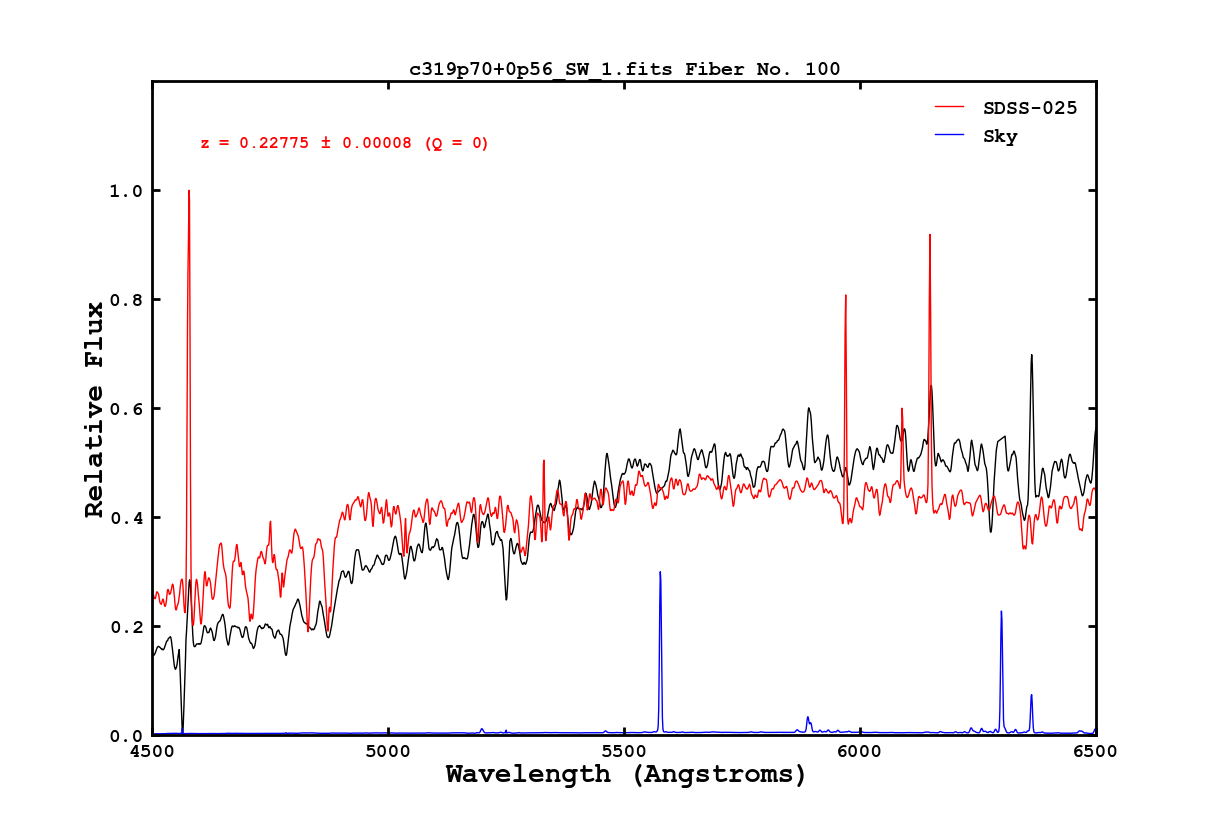 c319p70+0p56_SW_1.fits Fiber No. 100
SDSS-025
Sky
z = 0.22775 ± 0.00008 (Q = 0)
1.0
0.8
0.6
0.4
0.2
0.0
Relative Flux
4500 5000 5500 6000 6500
Wavelength (Angstroms)